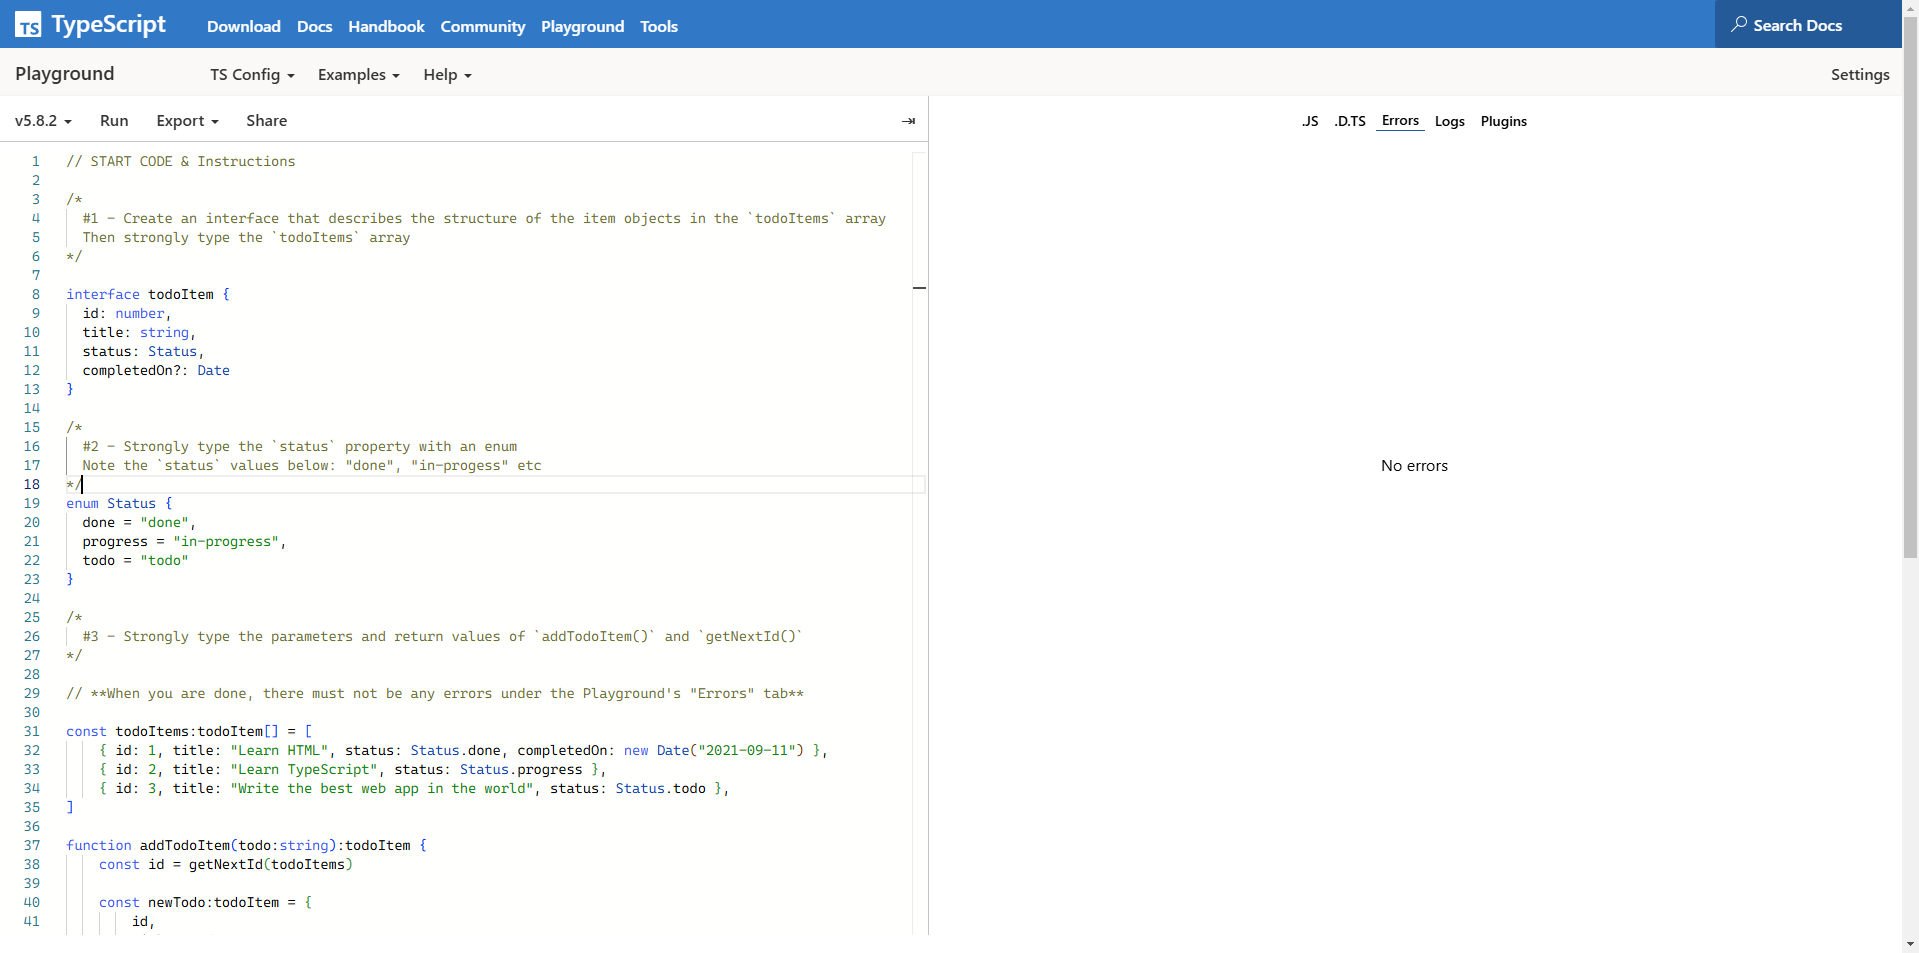 TS TypeScript Download Docs Handbook Community Playground Tools Search Docs
Playground TS Config Examples Help Settings
v5.8.2 Run Export Share .JS .D.TS Errors Logs Plugins
1 // START CODE & Instructions
2
3 /*
4 #1 - Create an interface that describes the structure of the item objects in the `todoItems` array
5 Then strongly type the `todoItems` array
6 */
7
8 interface todoItem {
9 id: number,
10 title: string,
11 status: Status,
12 completedOn?: Date
13 }
14
15 /*
16 #2 - Strongly type the `status` property with an enum
17 Note the `status` values below: "done", "in-progess" etc
18 */
19 enum Status {
20 done = "done",
21 progress = "in-progress",
22 todo = "todo"
23 }
24
25 /*
26 #3 - Strongly type the parameters and return values of `addTodoItem()` and `getNextId()`
27 */
28
29 // **When you are done, there must not be any errors under the Playground's "Errors" tab**
30
31 const todoItems:todoItem[] = [
32 { id: 1, title: "Learn HTML", status: Status.done, completedOn: new Date("2021-09-11") },
33 { id: 2, title: "Learn TypeScript", status: Status.progress },
34 { id: 3, title: "Write the best web app in the world", status: Status.todo },
35 ]
36
37 function addTodoItem(todo:string):todoItem {
38 const id = getNextId(todoItems)
39
40 const newTodo:todoItem = {
41 id,
No errors